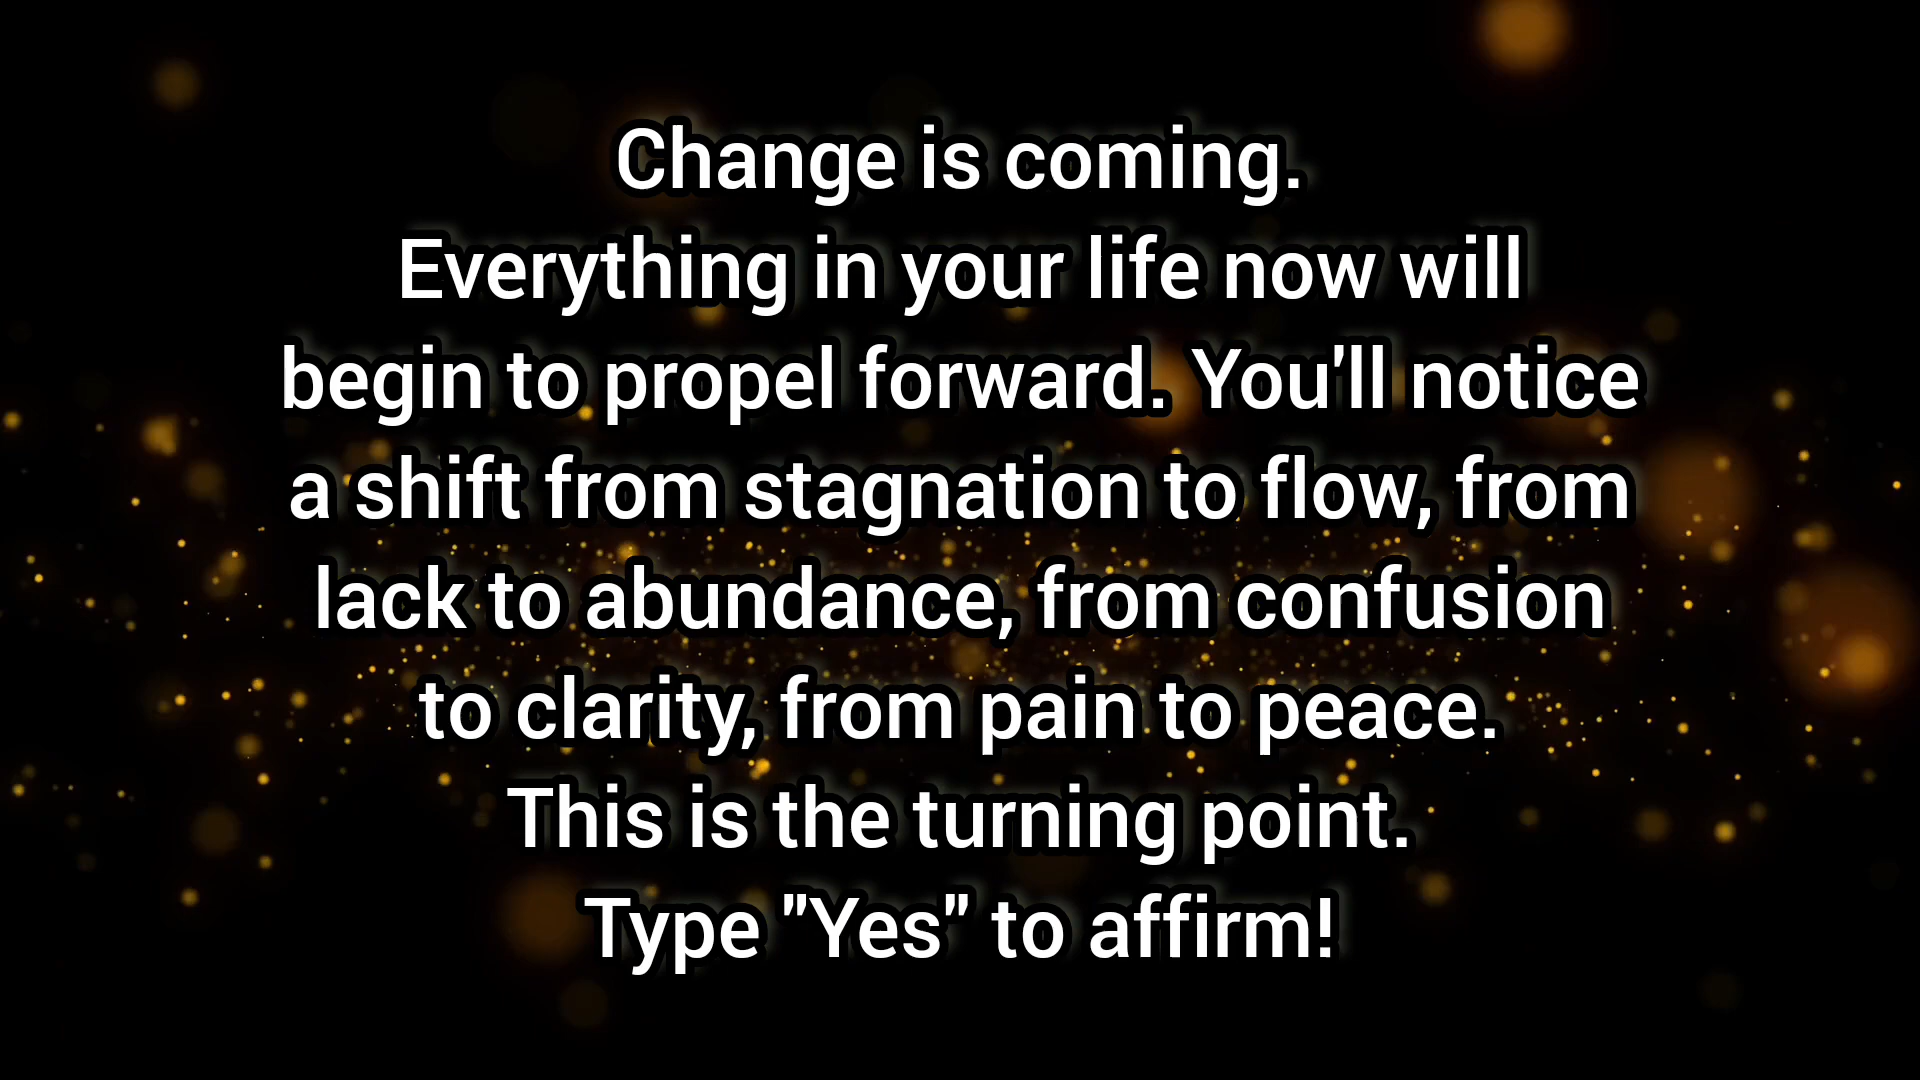 Change is coming.
Everything in your life now will
begin to propel forward. You'll notice
a shift from stagnation to flow, from
lack to abundance, from confusion
to clarity, from pain to peace.
This is the turning point.
Type "Yes" to affirm!